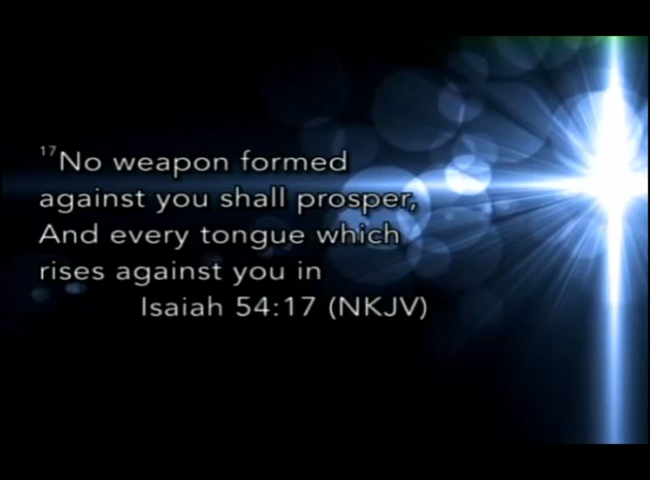 17No weapon formed
against you shall prosper,
And every tongue which
rises against you in
Isaiah 54:17 (NKJV)